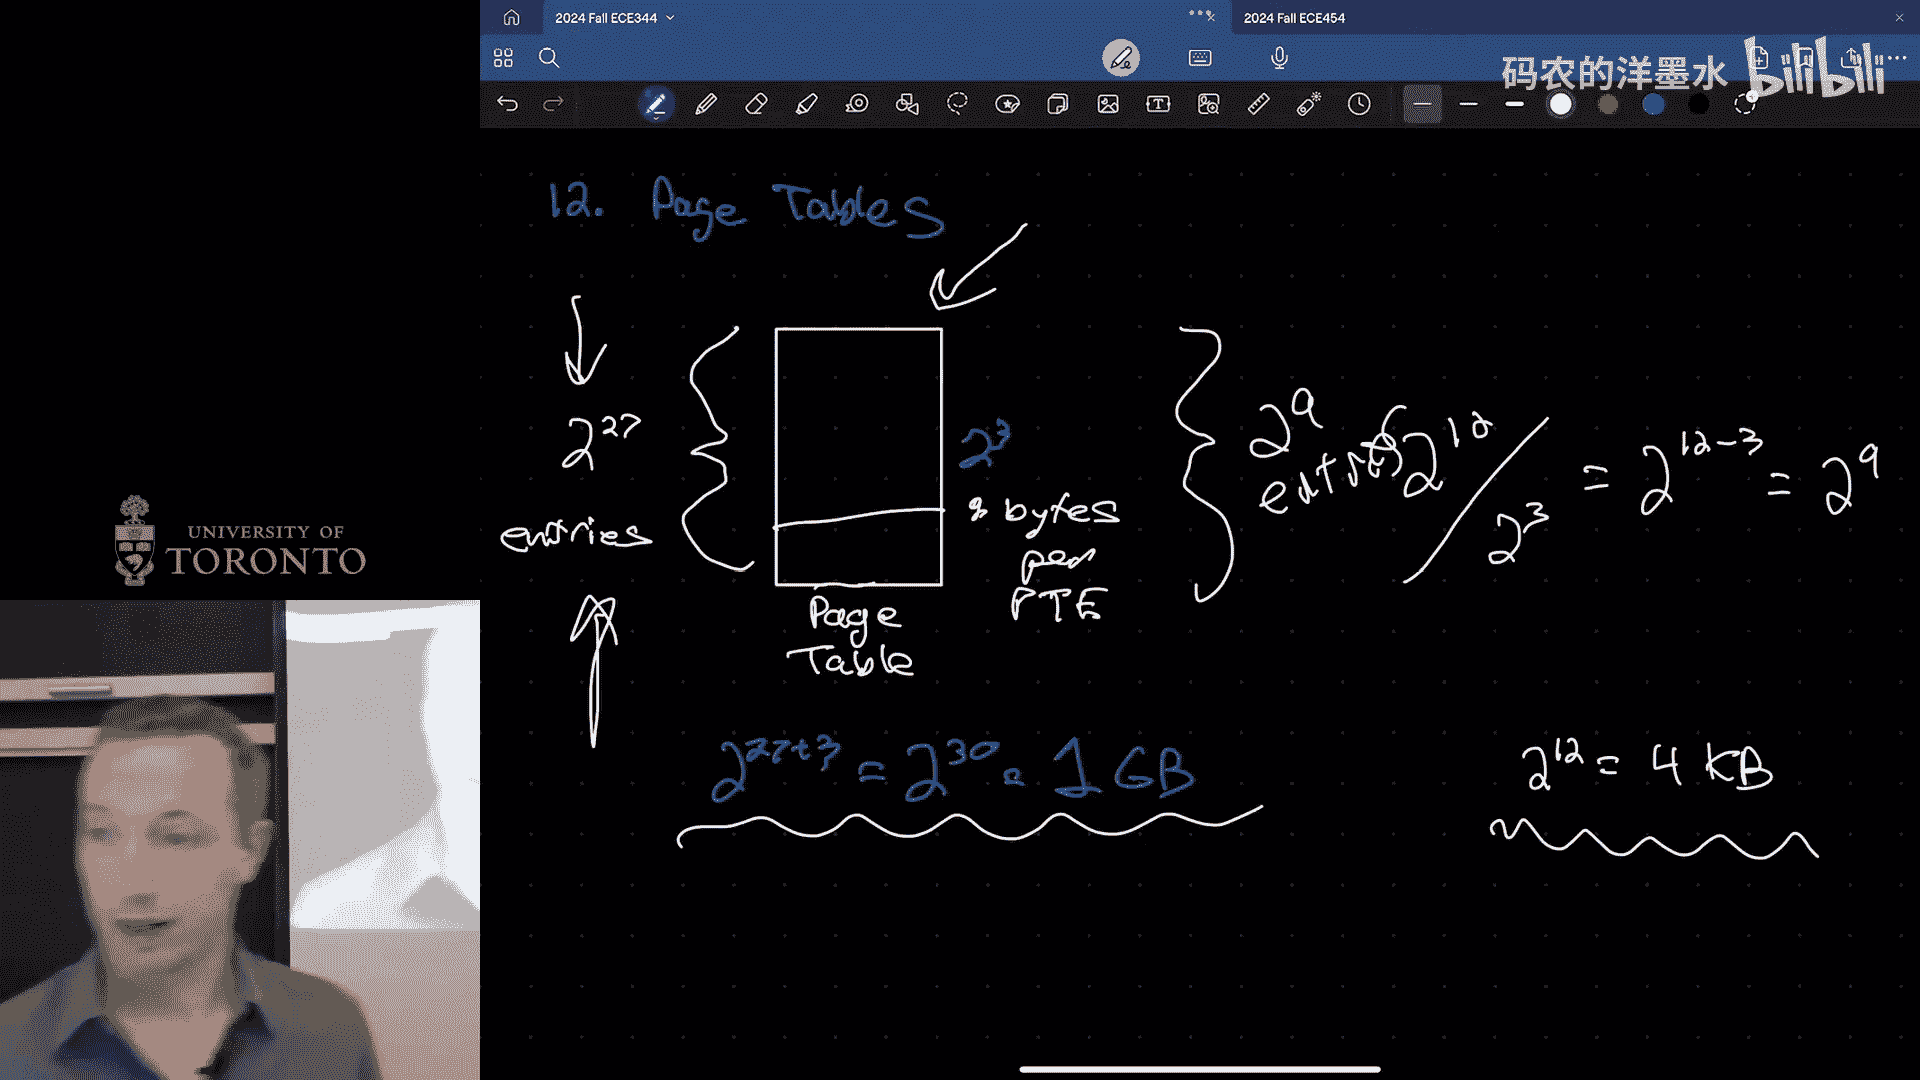 2024 Fall ECE344
2024 Fall ECE454
码农的洋墨水 bilibili
12. Page Tables
2^27
entries
2^3
8 bytes
per
PTE
Page
Table
2^9
entries
2^12 / 2^3 = 2^12-3 = 2^9
UNIVERSITY OF
TORONTO
2^27+3 = 2^30 = 1 GB
2^12 = 4 KB